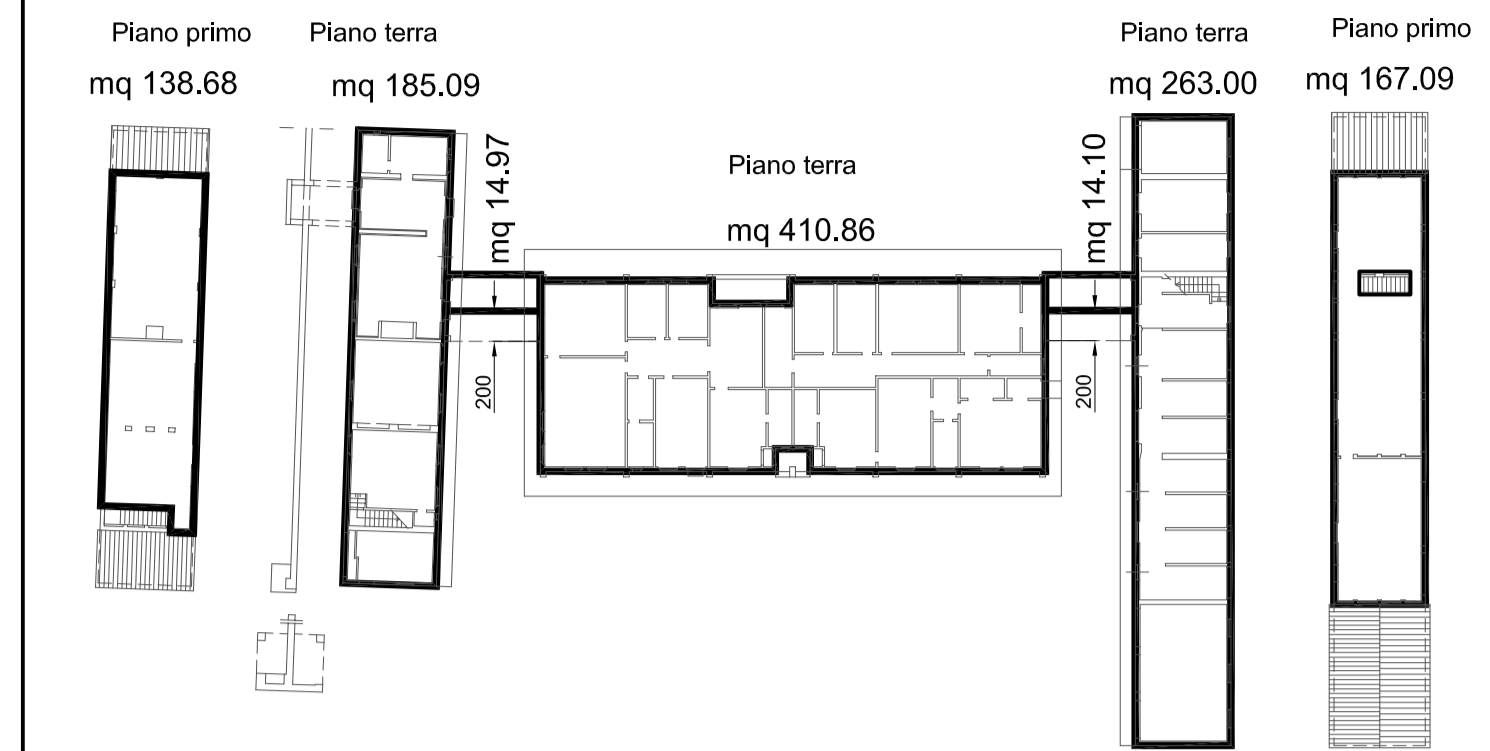 Piano primo
mq 138.68
Piano terra
mq 185.09
mq 14.97
200
Piano terra
mq 410.86
mq 14.10
200
Piano terra
mq 263.00
Piano primo
mq 167.09